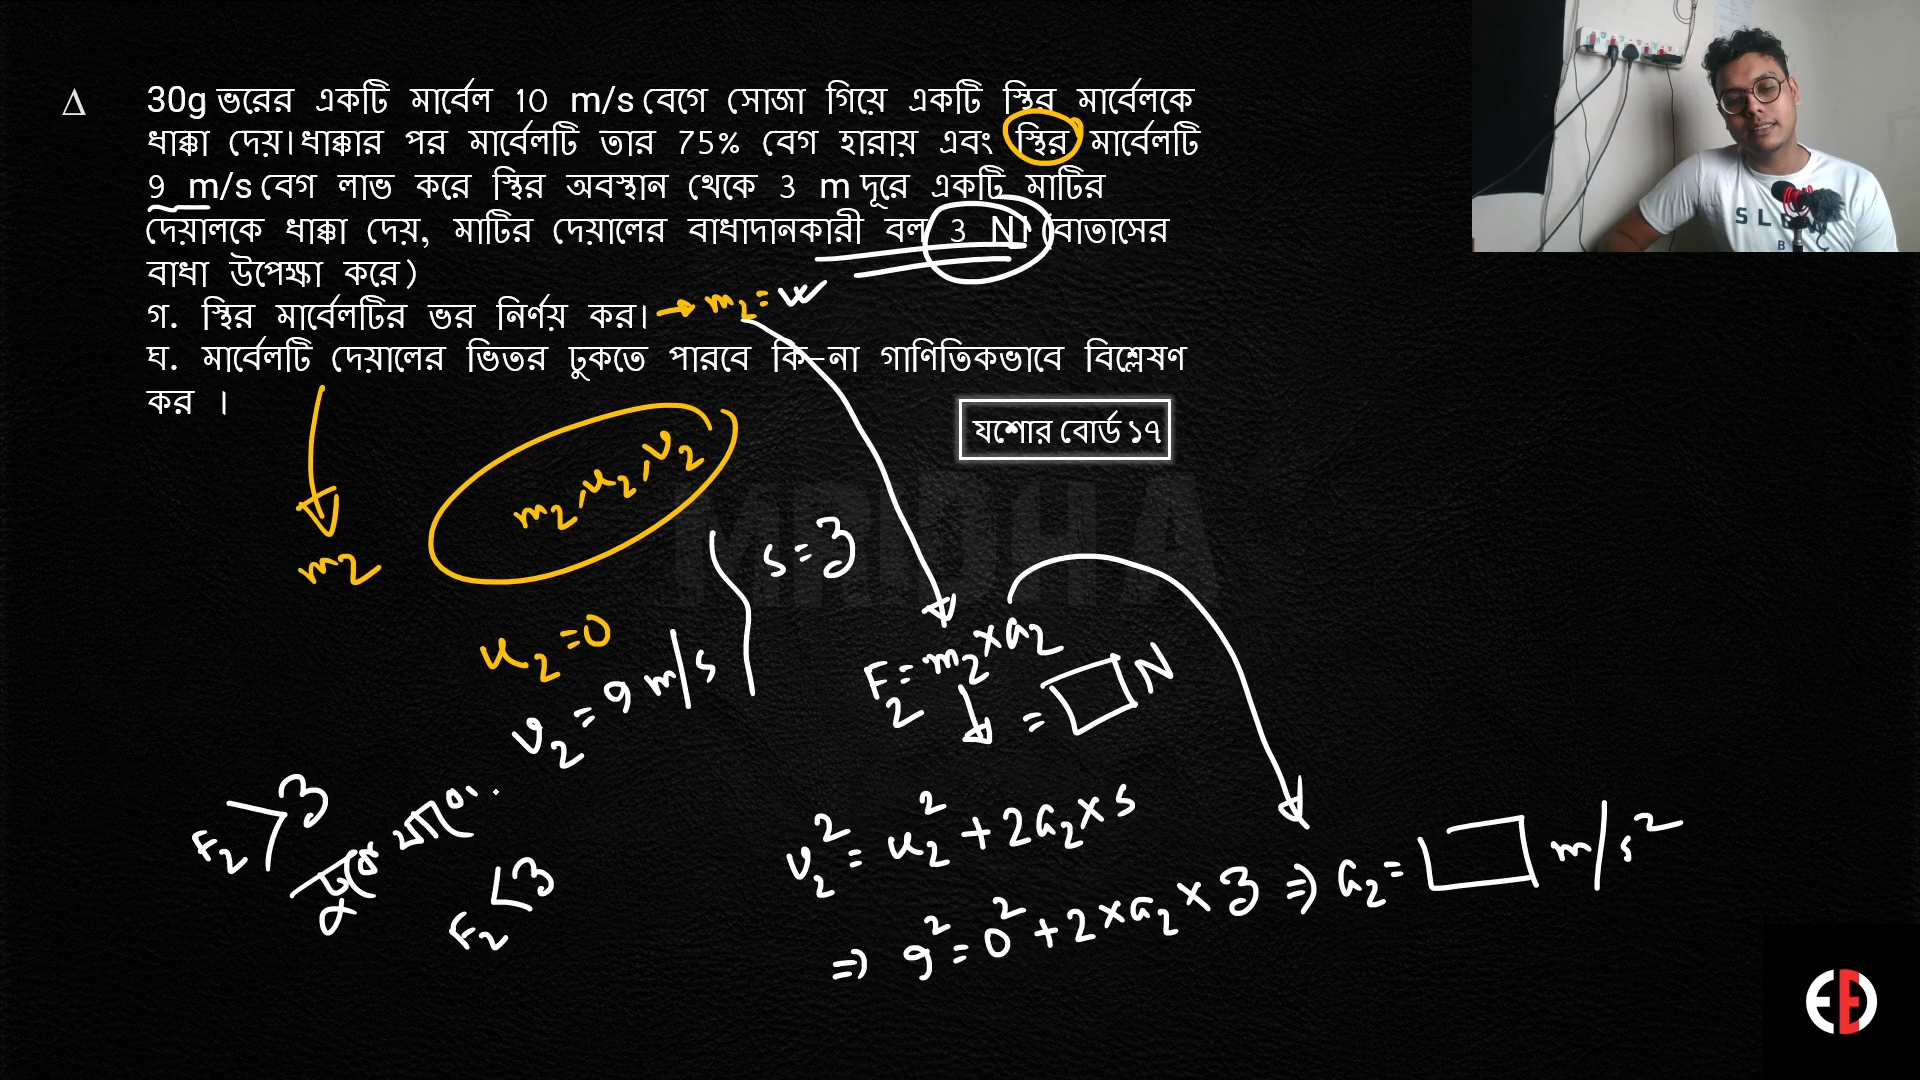 Δ 30g ভরের একটি মার্বেল 10 m/s বেগে সোজা গিয়ে একটি স্থির মার্বেলকে
ধাক্কা দেয়। ধাক্কার পর মার্বেলটি তার 75% বেগ হারায় এবং স্থির মার্বেলটি
9 m/s বেগ লাভ করে স্থির অবস্থান থেকে 3 m দূরে একটি মাটির
দেয়ালকে ধাক্কা দেয়, মাটির দেয়ালের বাধাদানকারী বল 3 N। (বাতাসের
বাধা উপেক্ষা করে)
গ. স্থির মার্বেলটির ভর নির্ণয় কর। → m₂ = ✓
ঘ. মার্বেলটি দেয়ালের ভিতর ঢুকতে পারবে কি-না গাণিতিকভাবে বিশ্লেষণ
কর ।
যশোর বোর্ড ১৭
m₂, u₂, v₂
m₂
MRIDHA
s = 3
u₂ = 0
v₂ = 9 m/s
F₂ = m₂ × a₂
= □ N
F₂ > 3
ঢুকে যাবে
F₂ < 3
v₂² = u₂² + 2a₂ × s
⇒ 9² = 0² + 2 × a₂ × 3 ⇒ a₂ = □ m/s²
SLE
B